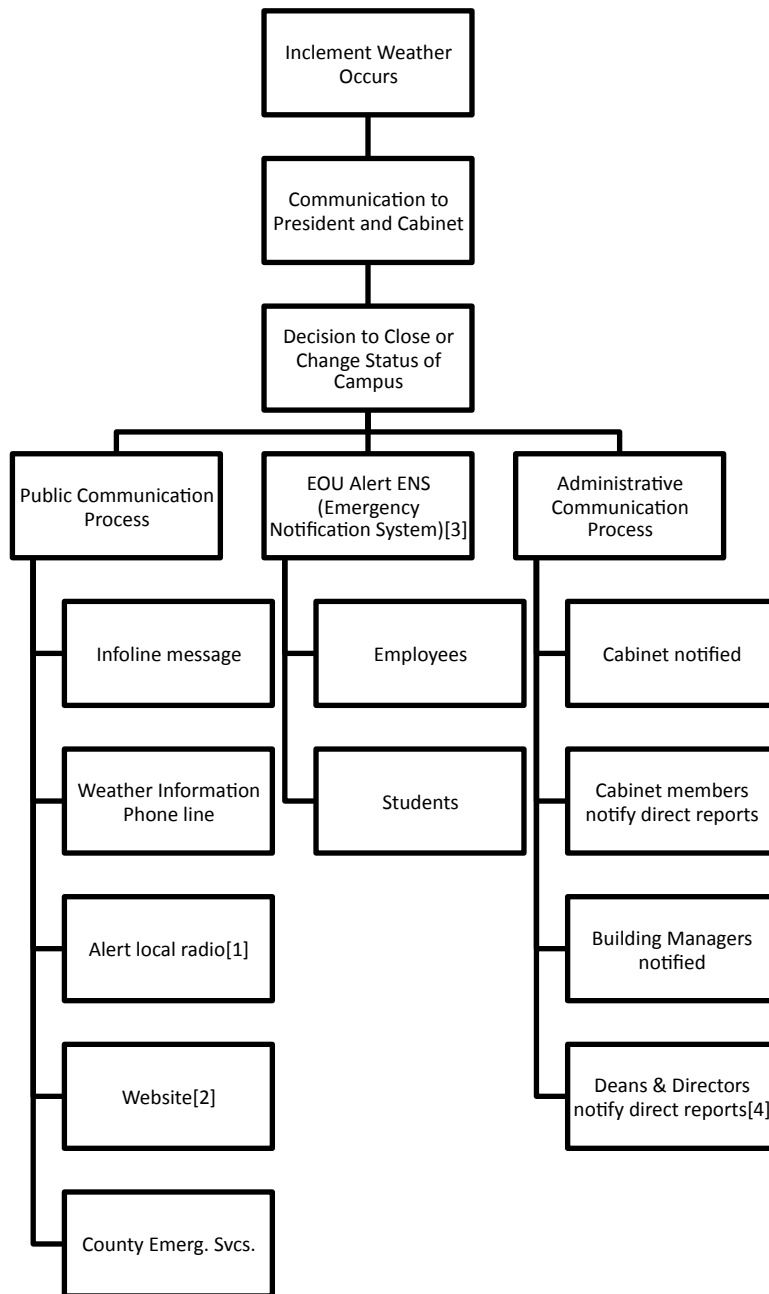 Inclement Weather
Occurs
Communication to
President and Cabinet
Decision to Close or
Change Status of
Campus
Public Communication
Process
Infoline message
Weather Information
Phone line
Alert local radio[1]
Website[2]
County Emerg. Svcs.
EOU Alert ENS
(Emergency
Notification System)[3]
Employees
Students
Administrative
Communication
Process
Cabinet notified
Cabinet members
notify direct reports
Building Managers
notified
Deans & Directors
notify direct reports[4]